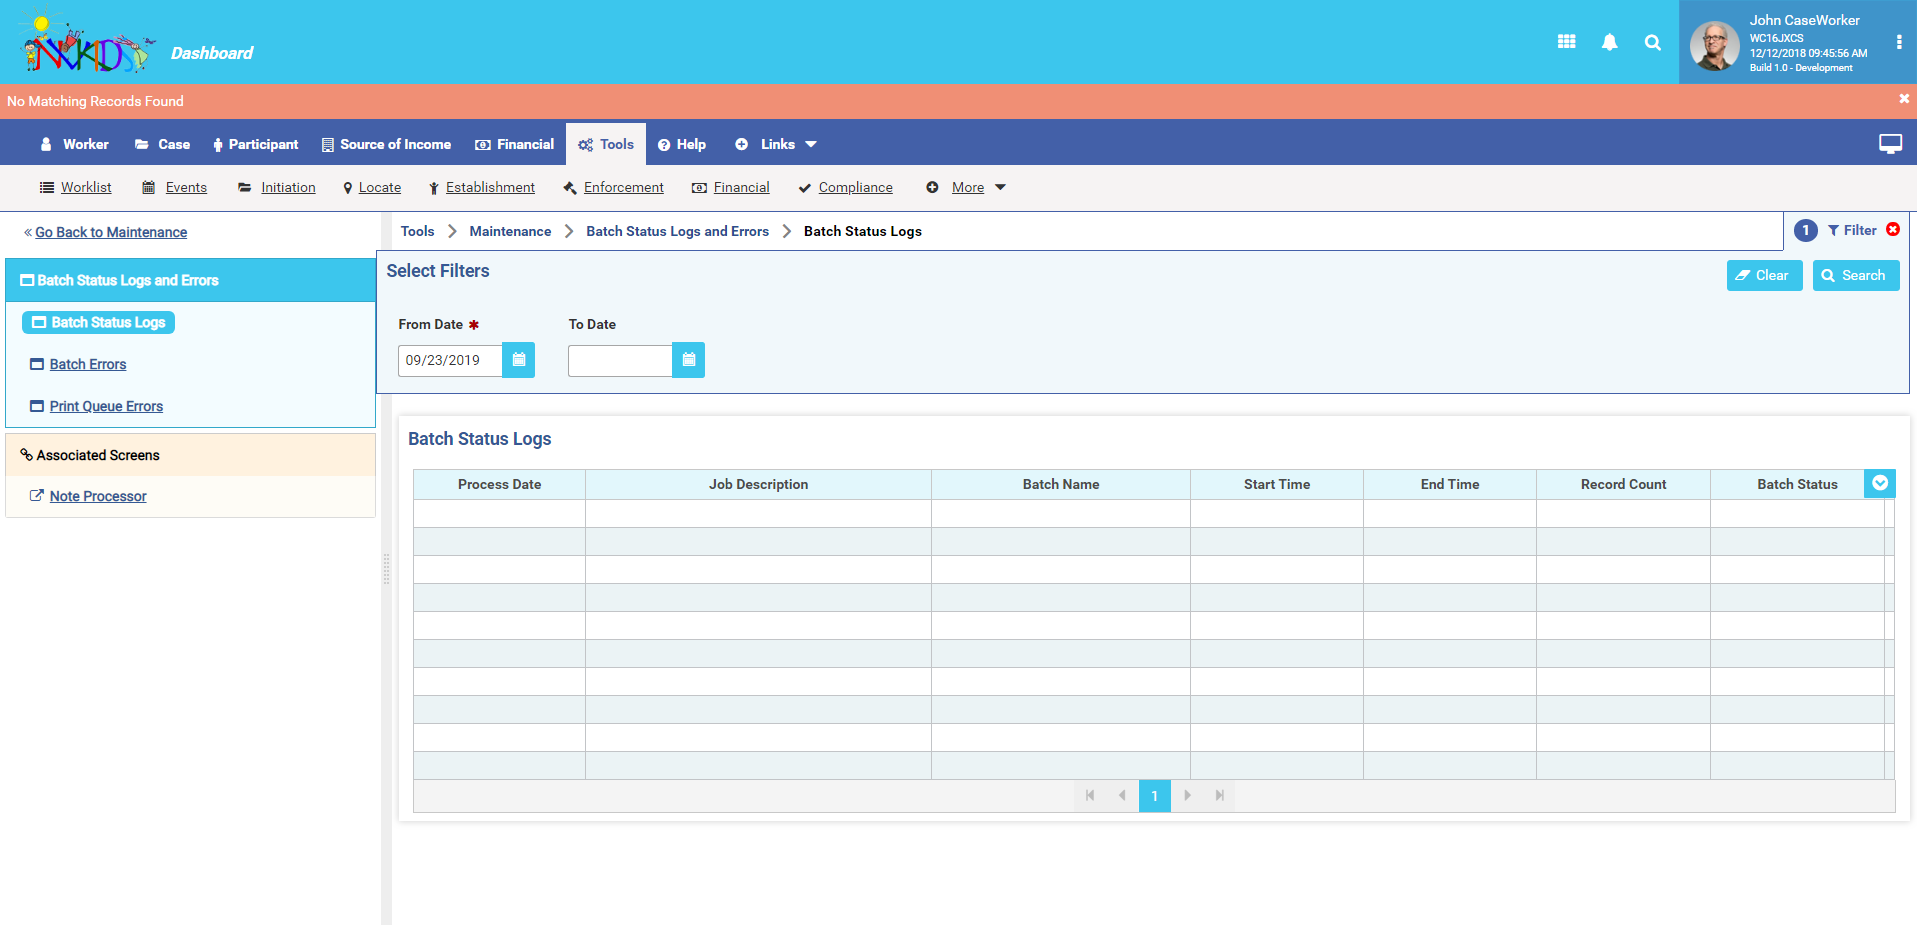 NVKIDS
Dashboard
John CaseWorker
WC16JXCS
12/12/2018 09:45:56 AM
Build 1.0 - Development
No Matching Records Found
Worker Case Participant Source of Income Financial Tools Help Links
Worklist Events Initiation Locate Establishment Enforcement Financial Compliance More
« Go Back to Maintenance
Batch Status Logs and Errors
Batch Status Logs
Batch Errors
Print Queue Errors
Associated Screens
Note Processor
Tools > Maintenance > Batch Status Logs and Errors > Batch Status Logs
1 Filter
Select Filters
Clear Search
From Date * To Date
09/23/2019
Batch Status Logs
Process Date Job Description Batch Name Start Time End Time Record Count Batch Status
1